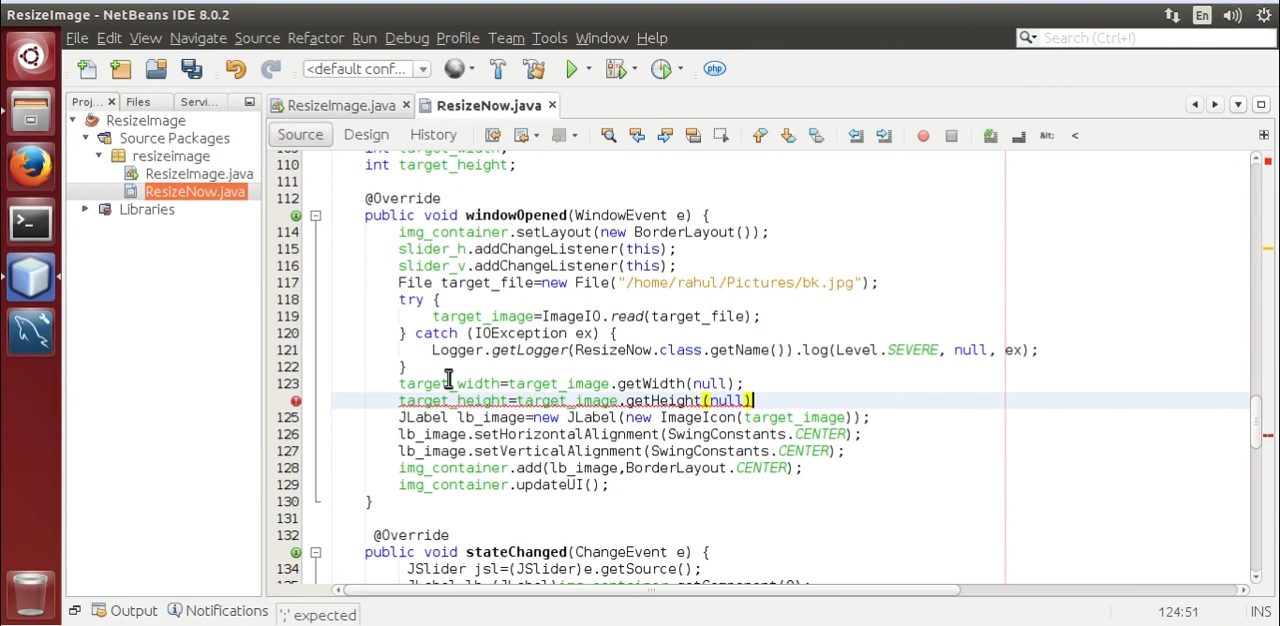 ResizeImage - NetBeans IDE 8.0.2
En
File Edit View Navigate Source Refactor Run Debug Profile Team Tools Window Help
Search (Ctrl+I)
<default conf...
php
Proj... Files Servi...
ResizeImage.java ResizeNow.java
ResizeImage
Source Packages
resizeimage
ResizeImage.java
ResizeNow.java
Libraries
Source Design History
110 int target_height;
111
112 @Override
public void windowOpened(WindowEvent e) {
114 img_container.setLayout(new BorderLayout());
115 slider_h.addChangeListener(this);
116 slider_v.addChangeListener(this);
117 File target_file=new File("/home/rahul/Pictures/bk.jpg");
118 try {
119 target_image=ImageIO.read(target_file);
120 } catch (IOException ex) {
121 Logger.getLogger(ResizeNow.class.getName()).log(Level.SEVERE, null, ex);
122 }
123 target_width=target_image.getWidth(null);
target_height=target_image.getHeight(null)
125 JLabel lb_image=new JLabel(new ImageIcon(target_image));
126 lb_image.setHorizontalAlignment(SwingConstants.CENTER);
127 lb_image.setVerticalAlignment(SwingConstants.CENTER);
128 img_container.add(lb_image,BorderLayout.CENTER);
129 img_container.updateUI();
130 }
131
132 @Override
public void stateChanged(ChangeEvent e) {
134 JSlider jsl=(JSlider)e.getSource();
Output Notifications ';' expected 124:51 INS